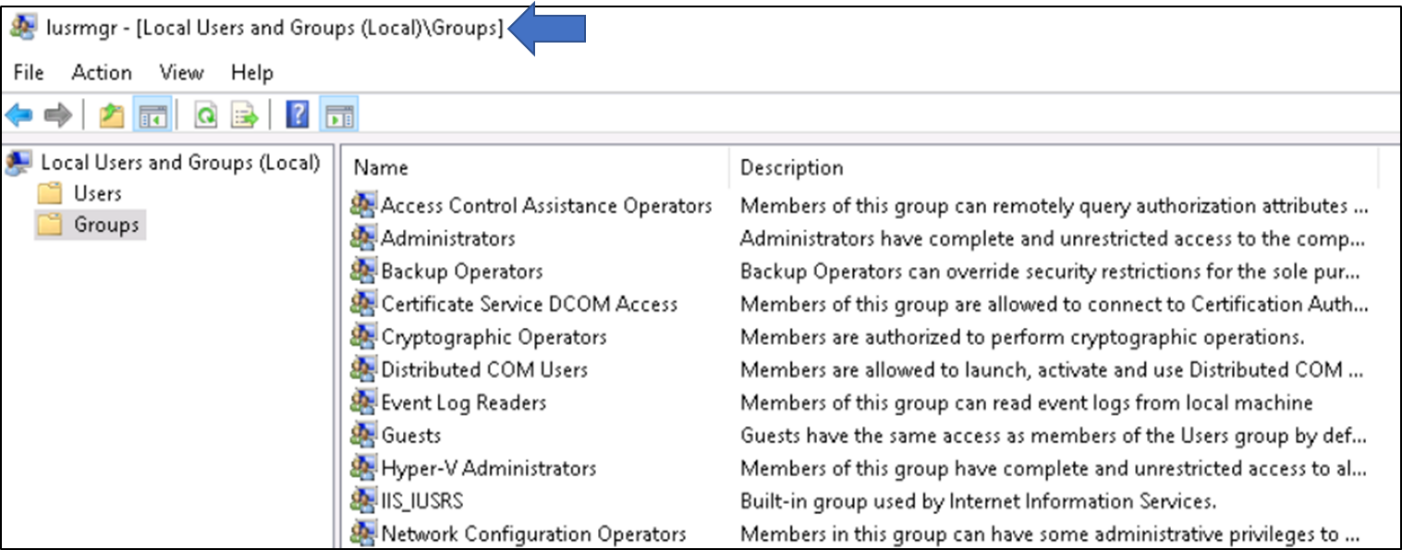 lusrmgr - [Local Users and Groups (Local)\Groups]
File Action View Help
Local Users and Groups (Local)
Users
Groups
Name Description
Access Control Assistance Operators Members of this group can remotely query authorization attributes ...
Administrators Administrators have complete and unrestricted access to the comp...
Backup Operators Backup Operators can override security restrictions for the sole pur...
Certificate Service DCOM Access Members of this group are allowed to connect to Certification Auth...
Cryptographic Operators Members are authorized to perform cryptographic operations.
Distributed COM Users Members are allowed to launch, activate and use Distributed COM ...
Event Log Readers Members of this group can read event logs from local machine
Guests Guests have the same access as members of the Users group by def...
Hyper-V Administrators Members of this group have complete and unrestricted access to al...
IIS_IUSRS Built-in group used by Internet Information Services.
Network Configuration Operators Members in this group can have some administrative privileges to ...